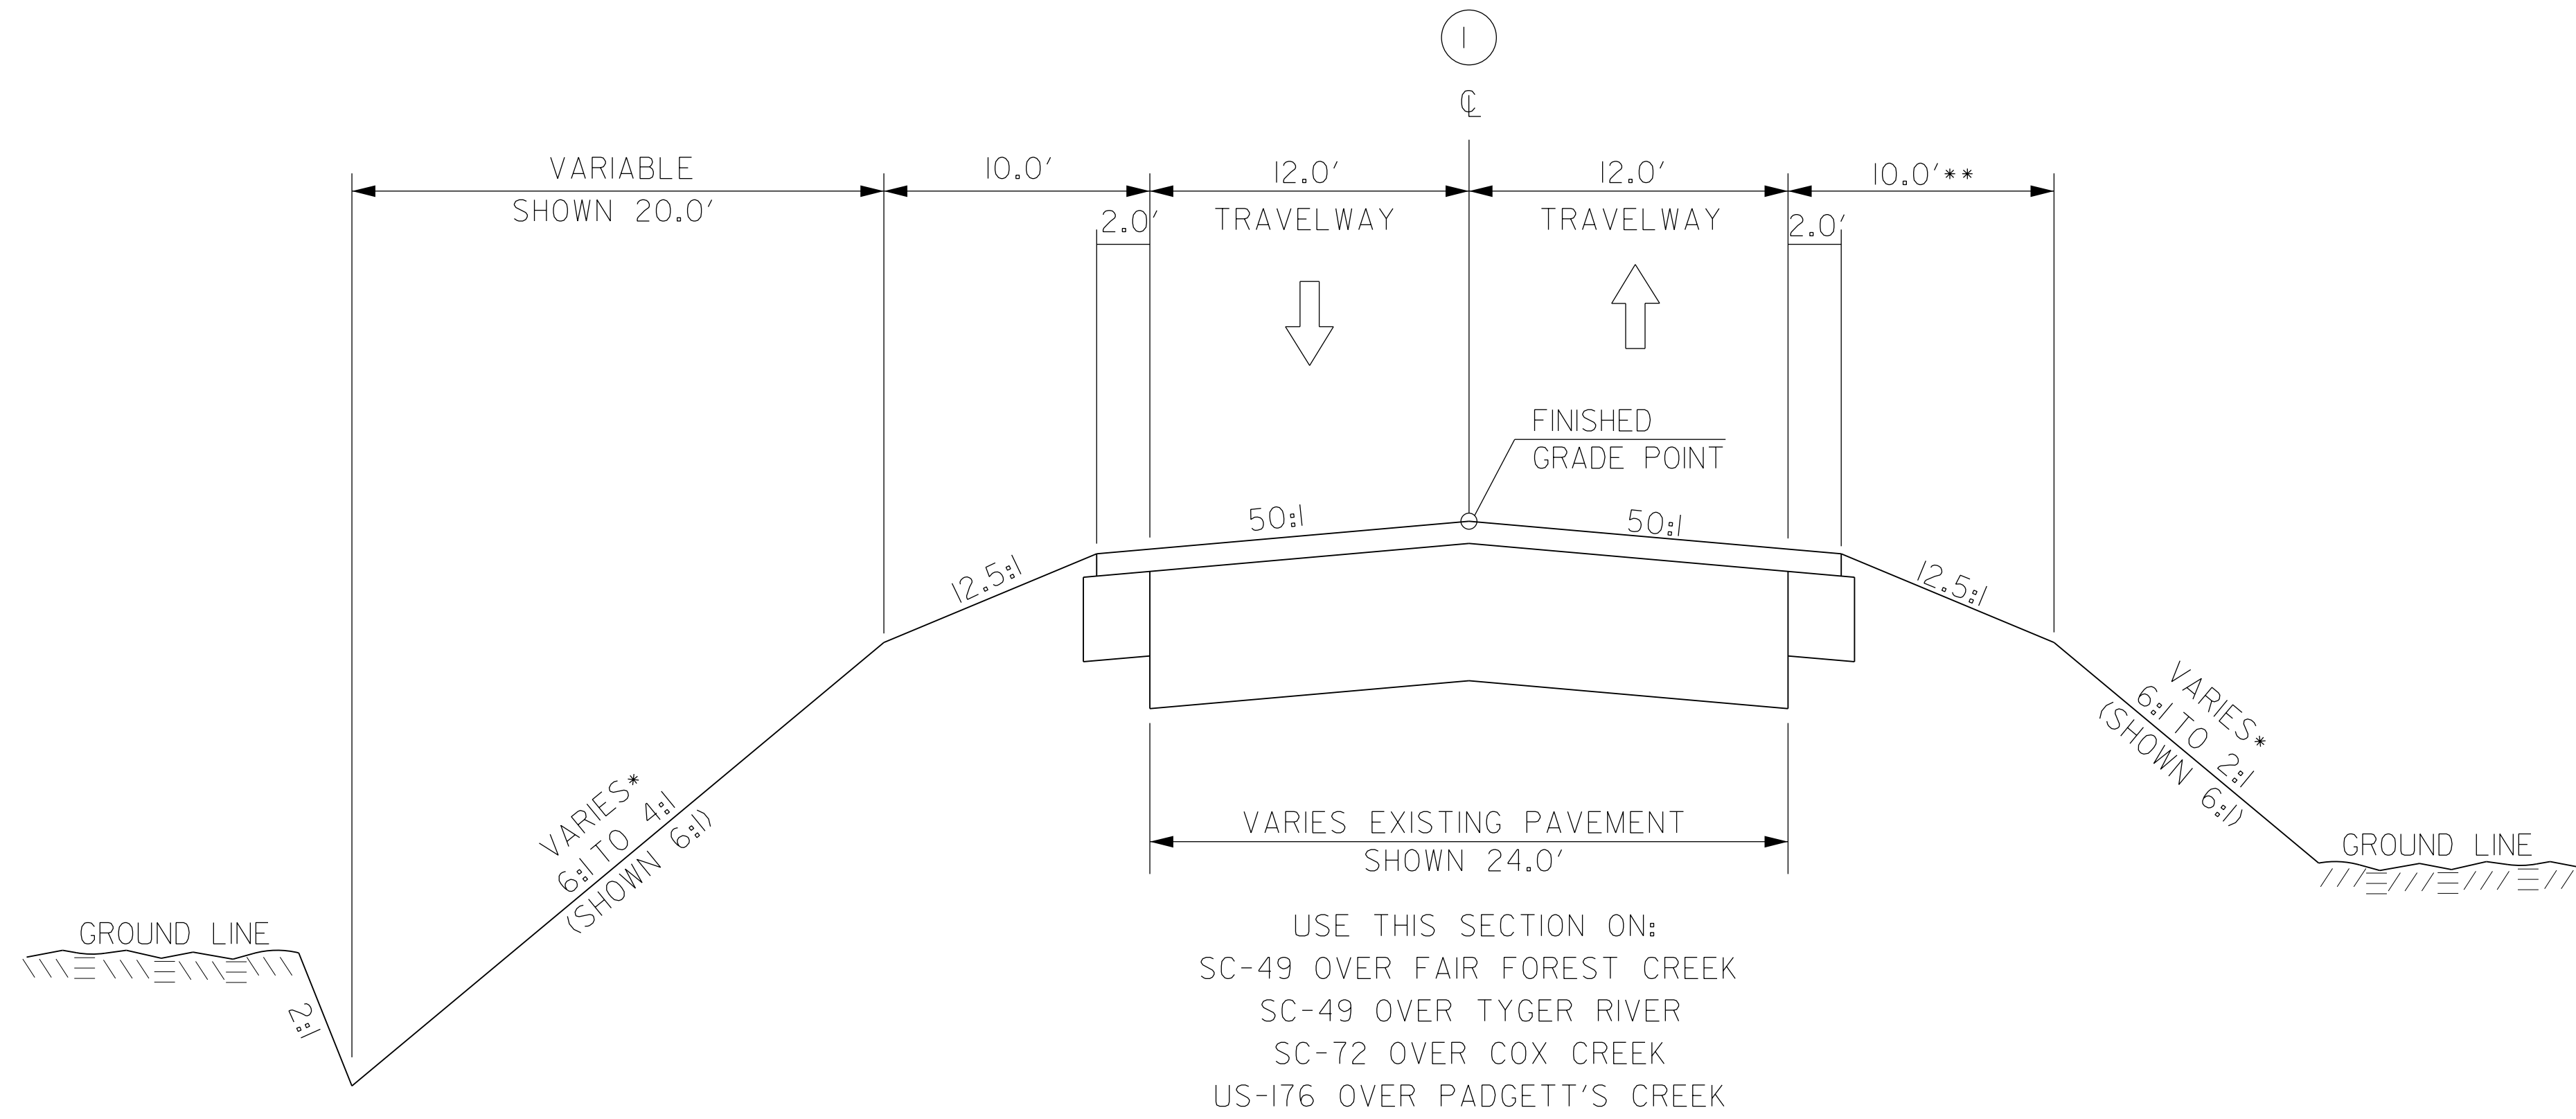 1
℄
VARIABLE
SHOWN 20.0'
10.0'
2.0'
12.0'
TRAVELWAY
12.0'
TRAVELWAY
10.0'**
2.0'
FINISHED
GRADE POINT
50:1
50:1
12.5:1
12.5:1
VARIES*
6:1 TO 4:1
(SHOWN 6:1)
VARIES*
6:1 TO 2:1
(SHOWN 6:1)
GROUND LINE
2:1
GROUND LINE
VARIES EXISTING PAVEMENT
SHOWN 24.0'
USE THIS SECTION ON:
SC-49 OVER FAIR FOREST CREEK
SC-49 OVER TYGER RIVER
SC-72 OVER COX CREEK
US-176 OVER PADGETT'S CREEK